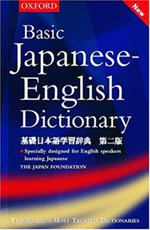 OXFORD
New
Basic
Japanese-
English
Dictionary
基礎日本語学習辞典 第二版
Specially designed for English speakers
learning Japanese
THE JAPAN FOUNDATION
THE WORLD'S MOST TRUSTED DICTIONARIES